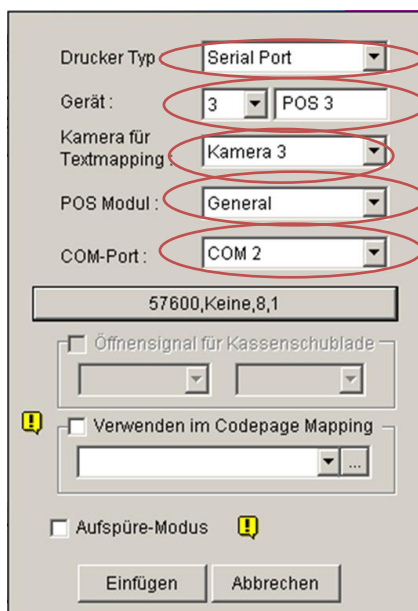 Drucker Typ Serial Port
Gerät : 3 POS 3
Kamera für
Textmapping : Kamera 3
POS Modul : General
COM-Port : COM 2
57600,Keine,8,1
Öffnensignal für Kassenschublade
! Verwenden im Codepage Mapping
...
Aufspüre-Modus !
Einfügen Abbrechen